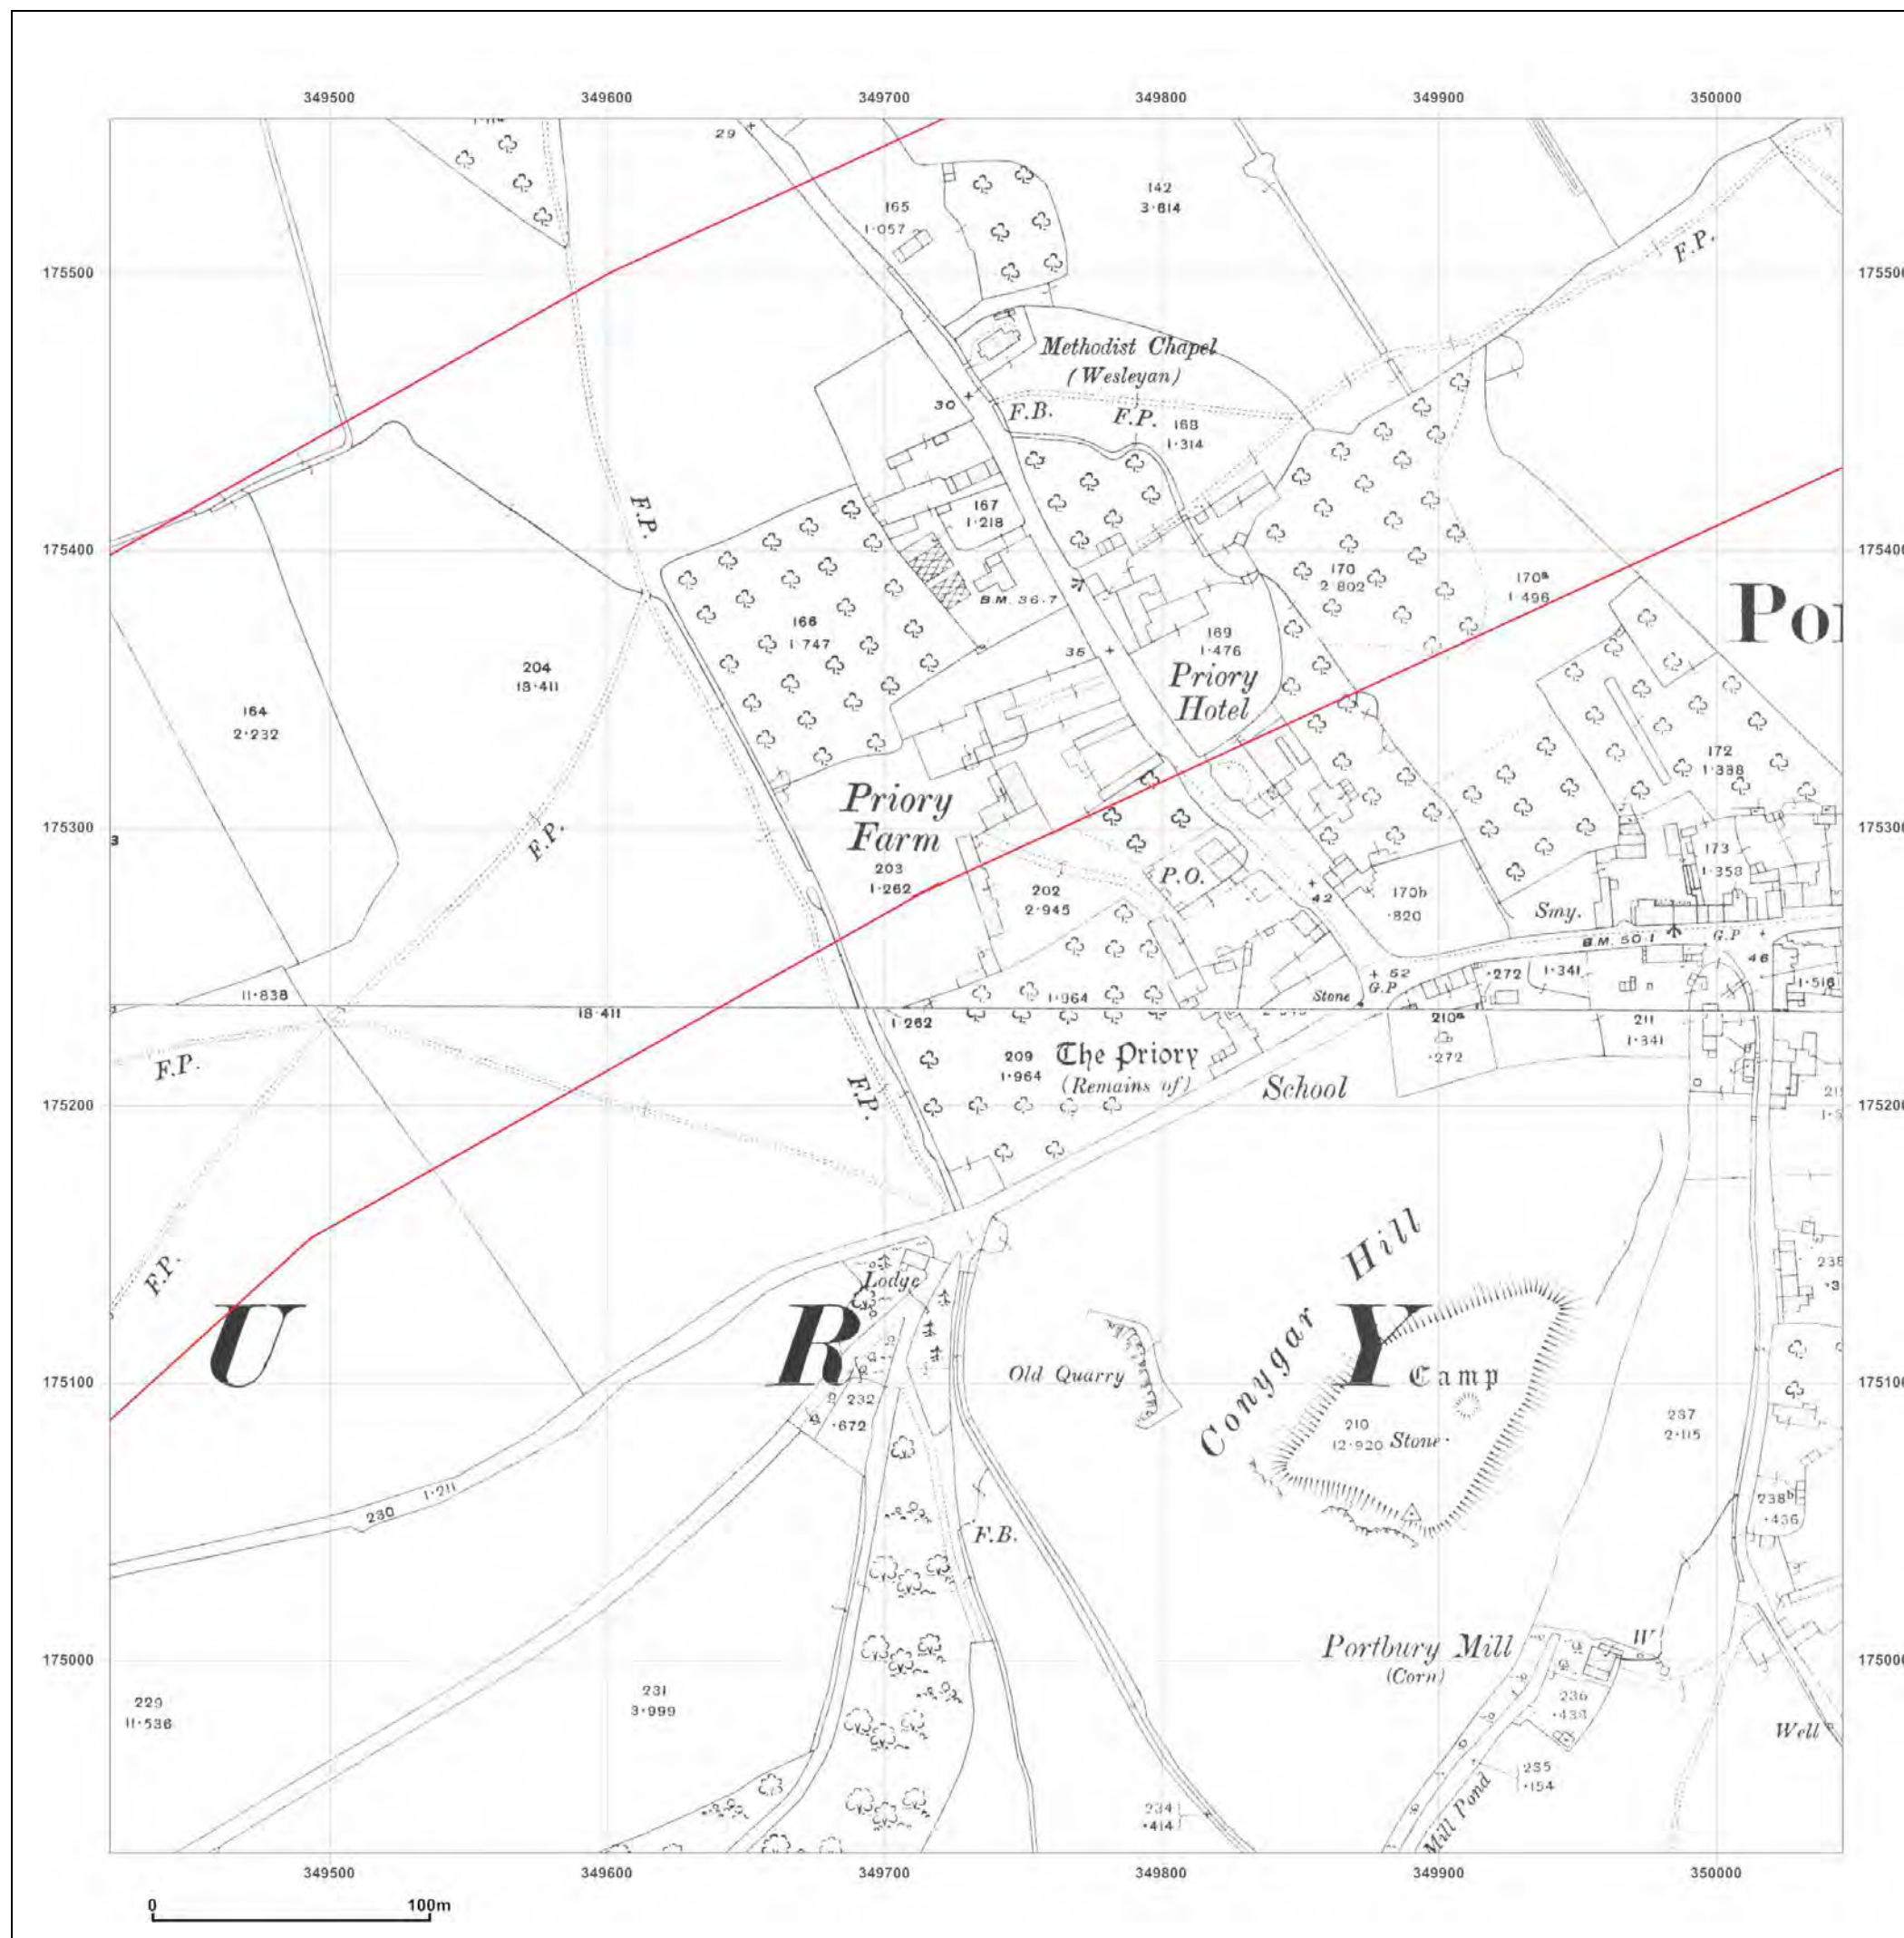 349500 349600 349700 349800 349900 350000
29
142
3·614
165
1·057
F.P.
175500
Methodist Chapel
(Wesleyan)
30
F.B.
F.P.
168
1·314
F.P.
167
1·218
175400
B.M. 36·7
170
2·802
170a
1·496
166
1·747
169
1·476
35
Priory
Hotel
204
18·411
164
2·232
172
1·338
Priory
Farm
175300
3
F.P.
203
1·262
173
1·358
P.O.
202
2·945
42
170b
·820
Smy.
B.M. 50·1
G.P
46
52
G.P
·272
1·341
1·516
11·838
1·964
Stone
18·411
1·262
210a
·272
211
1·341
F.P.
209
1·964
The Priory
(Remains of)
School
F.P.
175200
F.P.
Conygar Hill
Lodge
U R Y
Old Quarry
Camp
175100
232
·672
210
12·920
Stone
237
2·115
230
1·211
238b
·436
F.B.
Portbury Mill
(Corn)
W
175000
229
11·536
231
3·999
236
Well
235
·154
Mill Pond
234
·414
349500 349600 349700 349800 349900 350000
0 100m